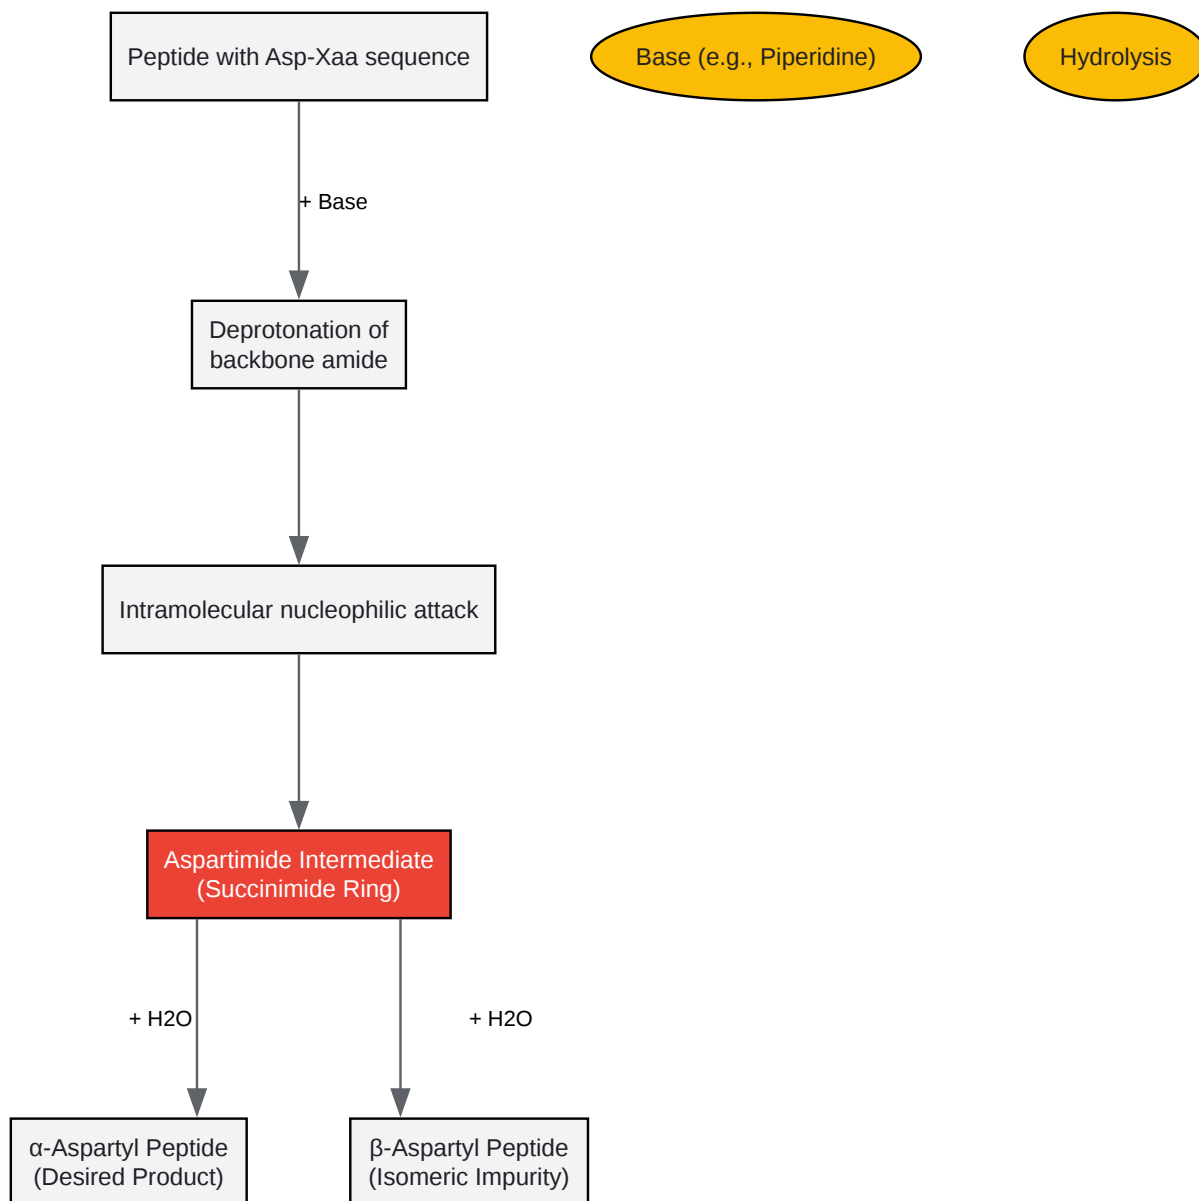 Peptide with Asp-Xaa sequence
Base (e.g., Piperidine)
Hydrolysis
+ Base
Deprotonation of
backbone amide
Intramolecular nucleophilic attack
Aspartimide Intermediate
(Succinimide Ring)
+ H2O
+ H2O
α-Aspartyl Peptide
(Desired Product)
β-Aspartyl Peptide
(Isomeric Impurity)